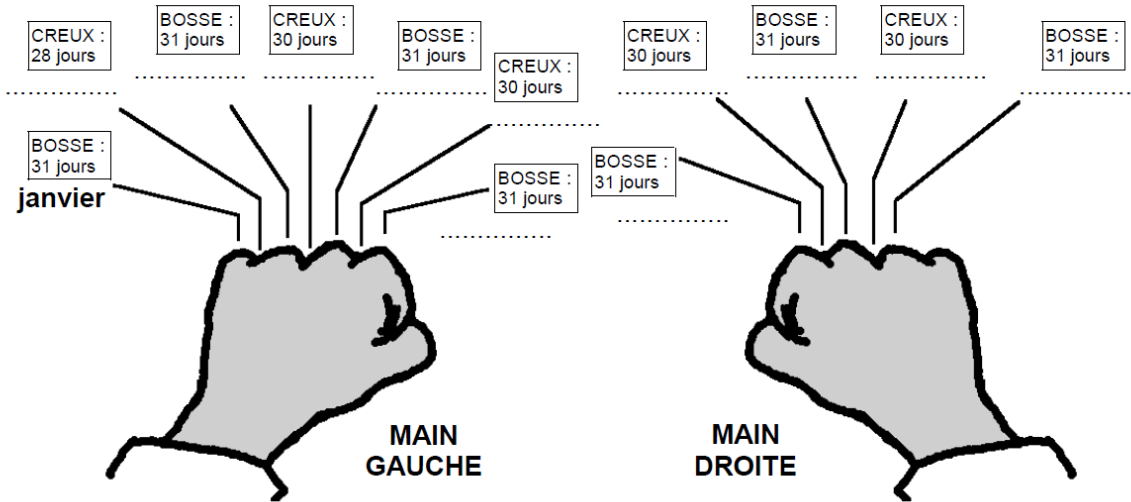 CREUX :
28 jours
....................
BOSSE :
31 jours
....................
CREUX :
30 jours
....................
BOSSE :
31 jours
....................
CREUX :
30 jours
....................
BOSSE :
31 jours
janvier
BOSSE :
31 jours
....................
MAIN
GAUCHE
CREUX :
30 jours
....................
BOSSE :
31 jours
....................
CREUX :
30 jours
....................
BOSSE :
31 jours
....................
BOSSE :
31 jours
....................
MAIN
DROITE